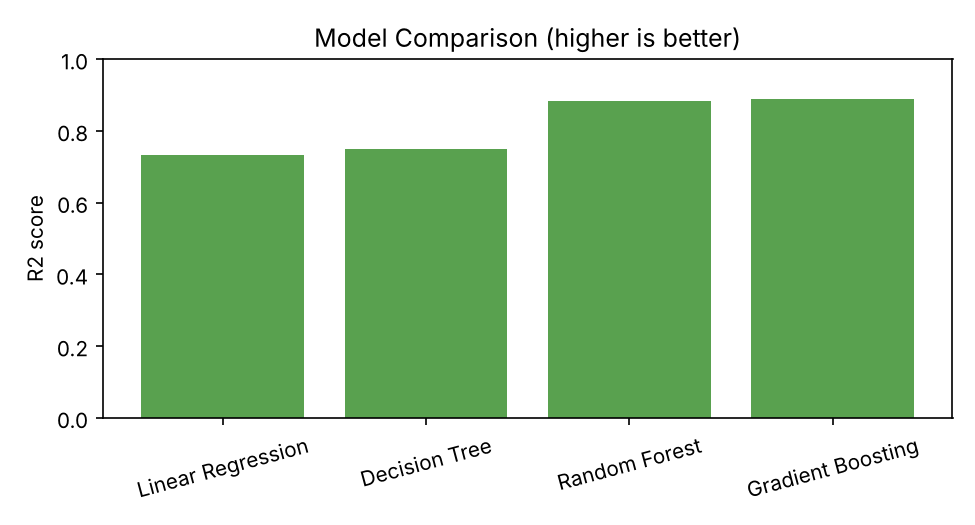 Model Comparison (higher is better)
R2 score
1.0
0.8
0.6
0.4
0.2
0.0
Linear Regression
Decision Tree
Random Forest
Gradient Boosting